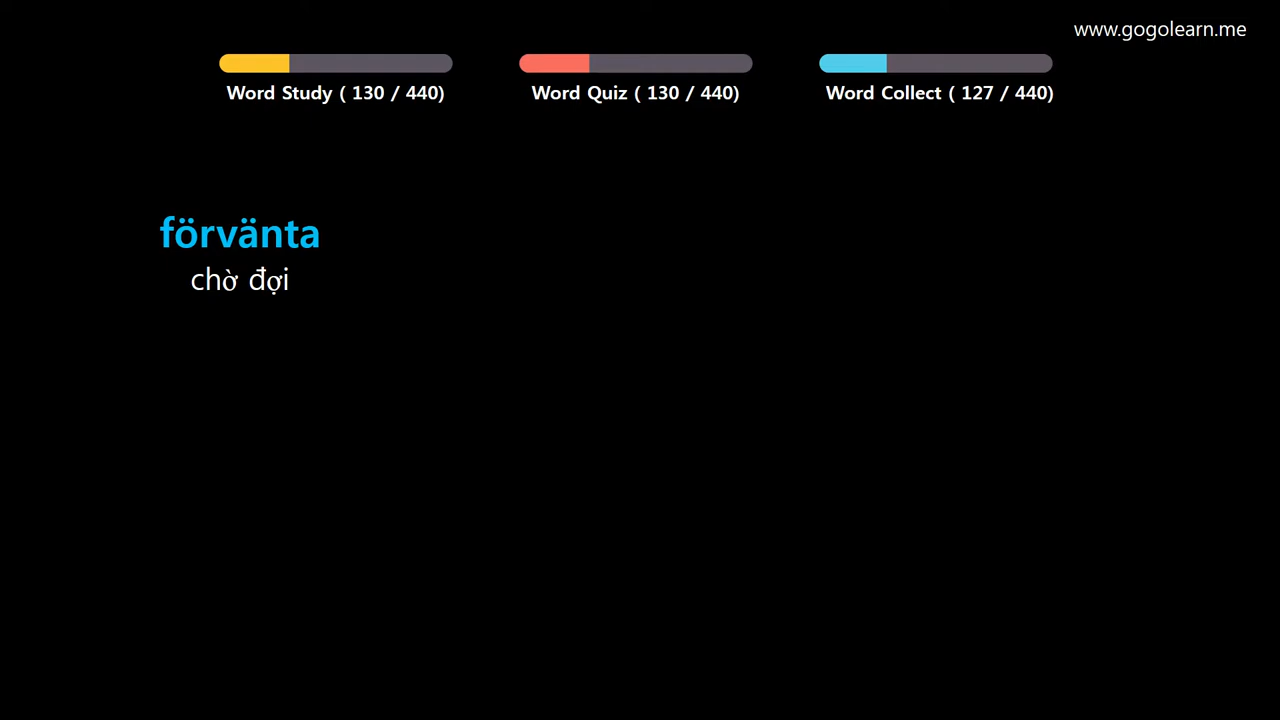 www.gogolearn.me
Word Study ( 130 / 440)
Word Quiz ( 130 / 440)
Word Collect ( 127 / 440)
förvänta
chờ đợi